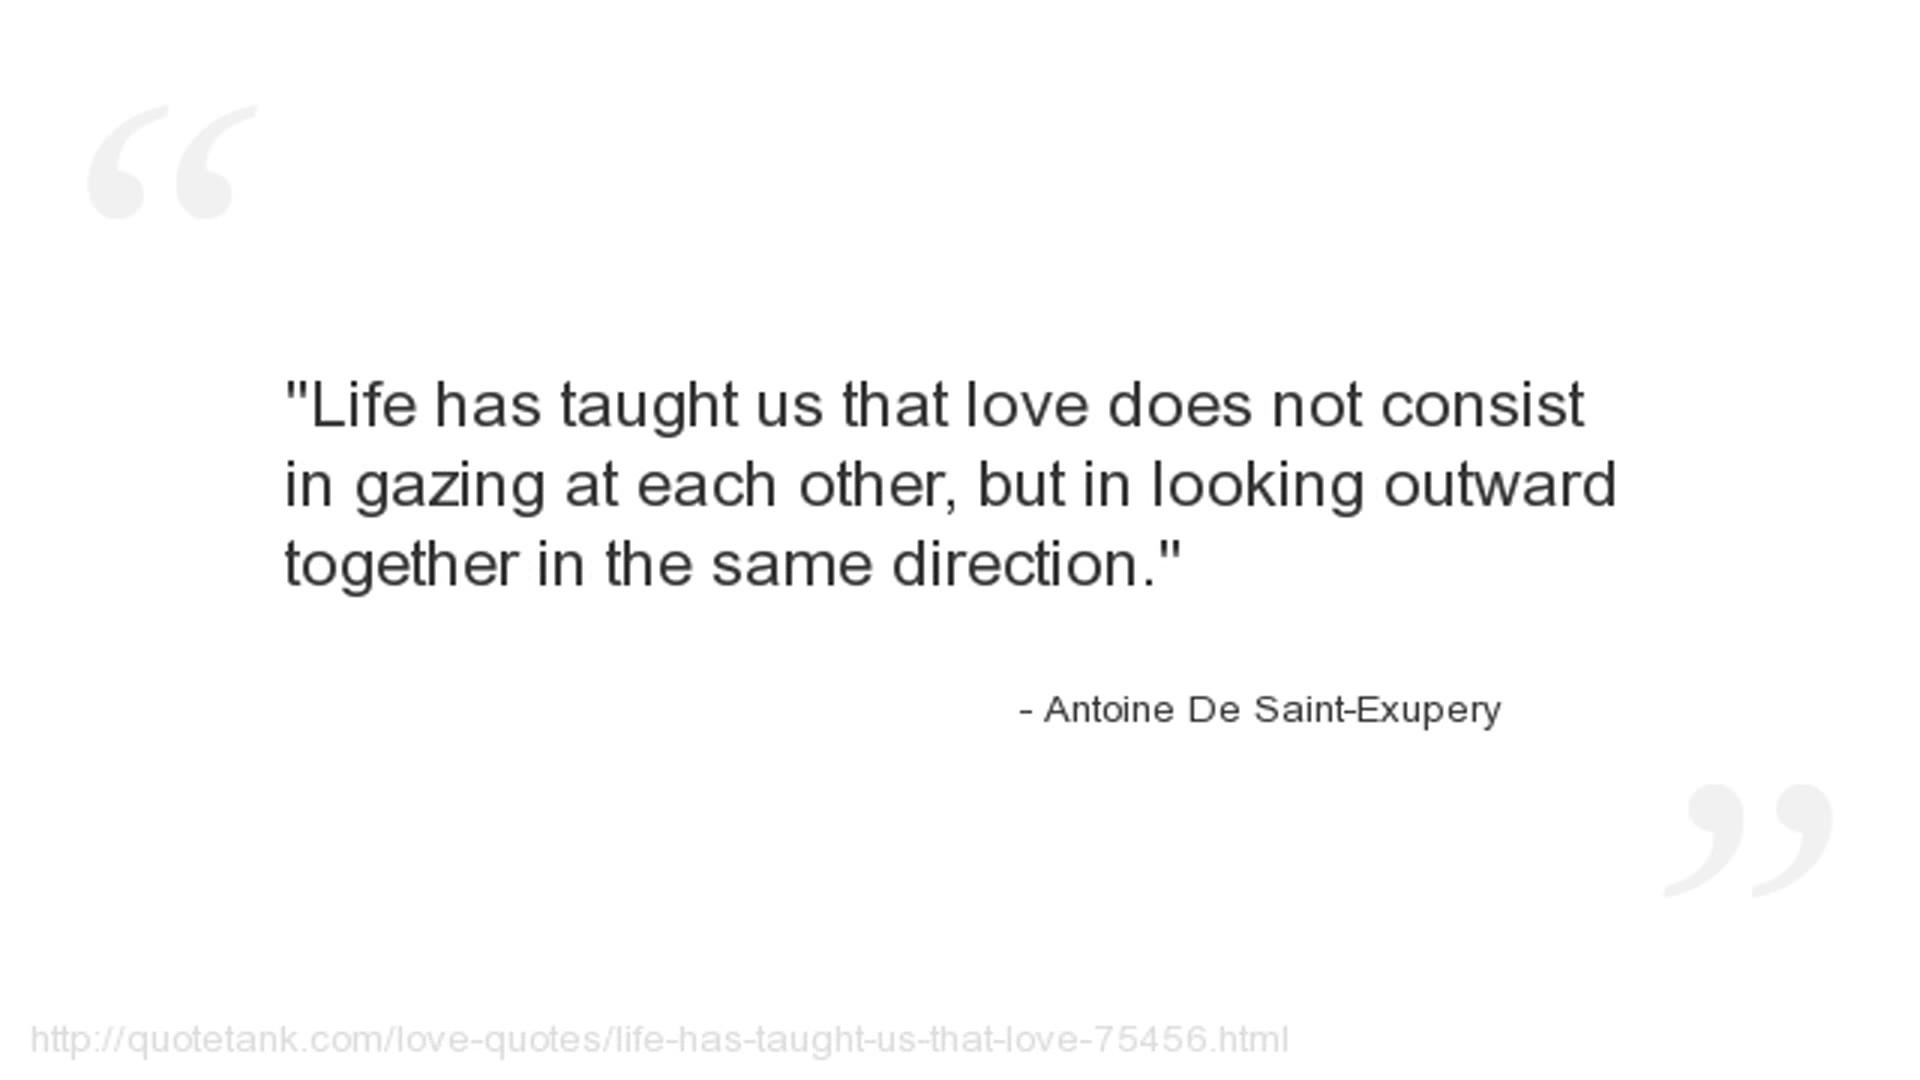 "Life has taught us that love does not consist
in gazing at each other, but in looking outward
together in the same direction."
- Antoine De Saint-Exupery
http://quotetank.com/love-quotes/life-has-taught-us-that-love-75456.html